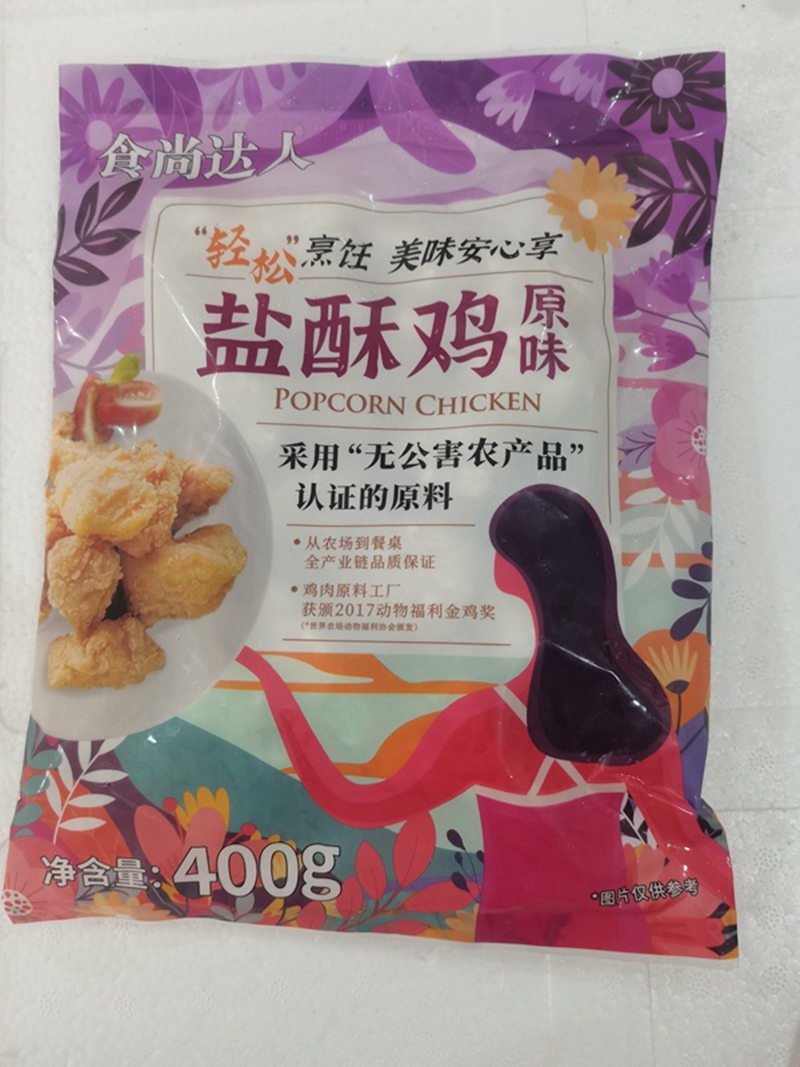 食尚达人
“轻松”烹饪 美味安心享
盐酥鸡 原味
POPCORN CHICKEN
采用“无公害农产品”
认证的原料
•从农场到餐桌
全产业链品质保证
•鸡肉原料工厂
获颁2017动物福利金鸡奖
(*世界农场动物福利协会颁发)
净含量:400g
*图片仅供参考